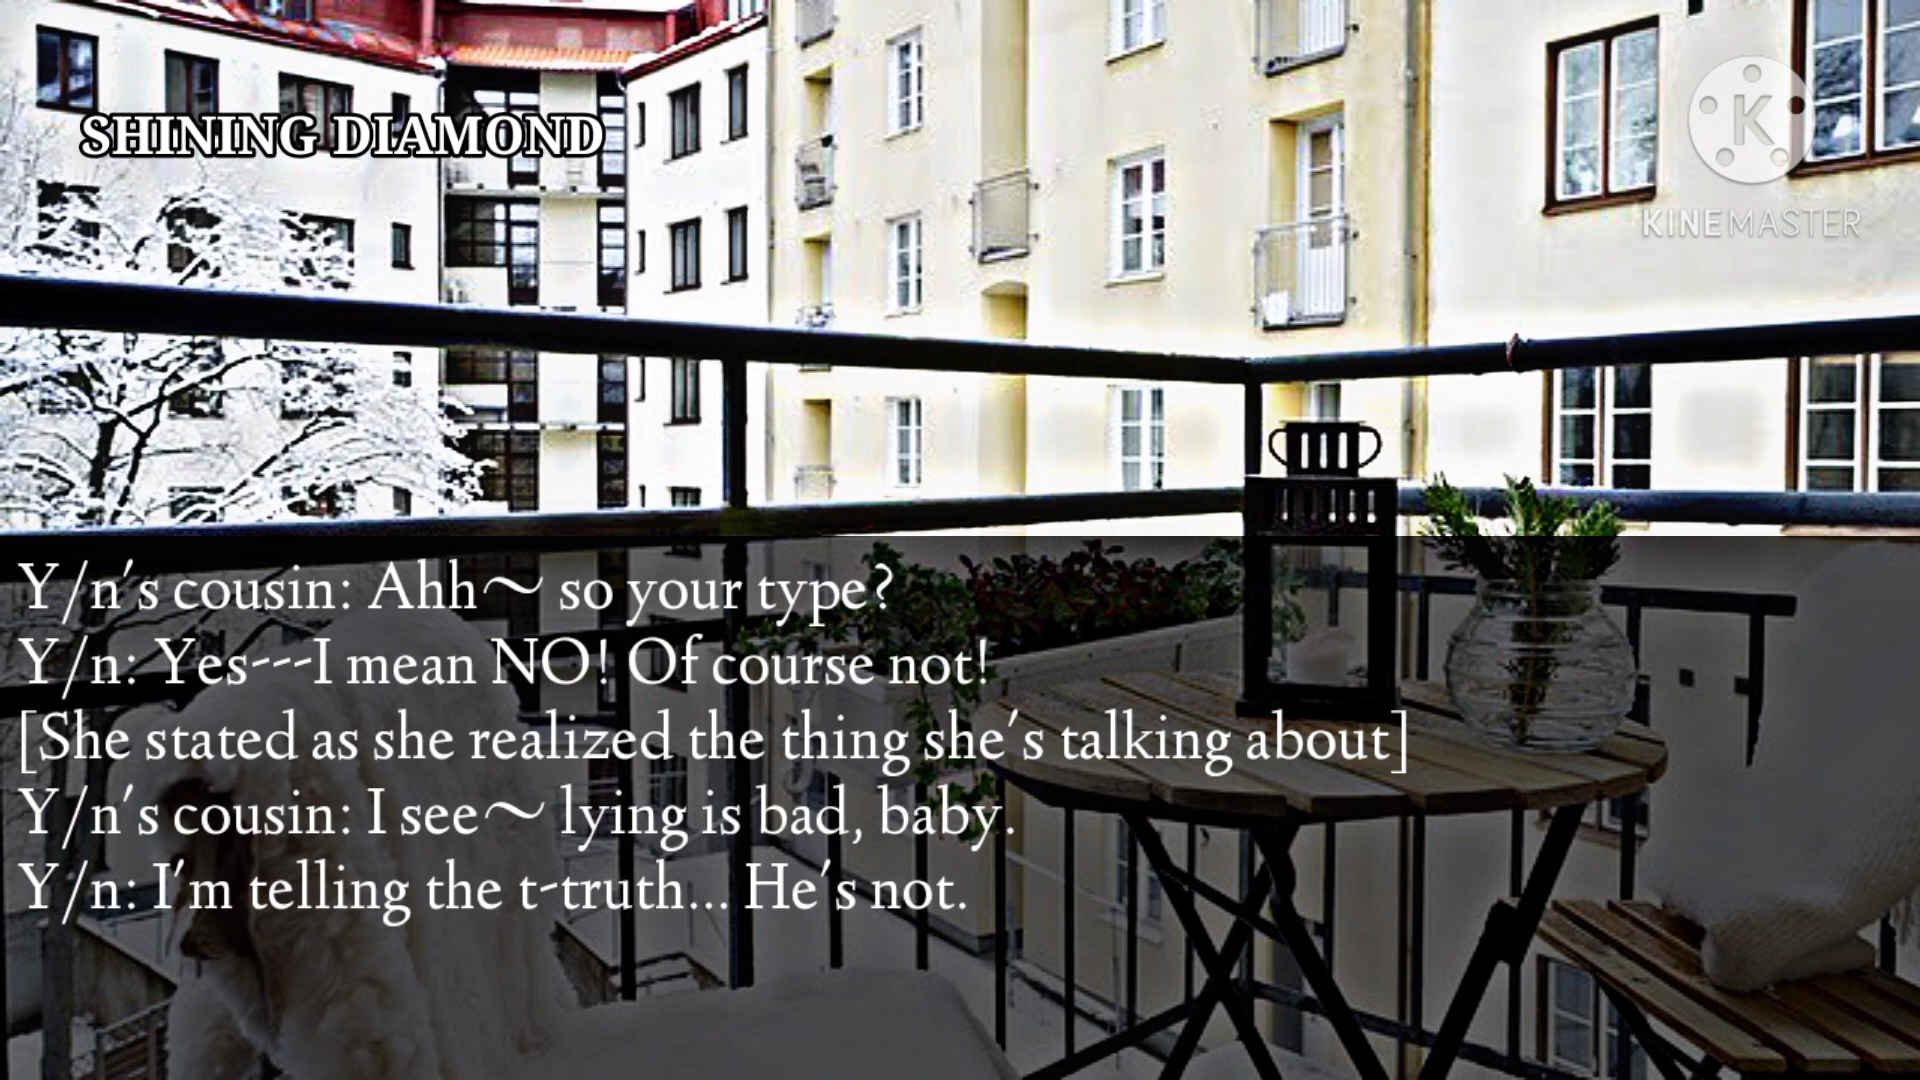 SHINING DIAMOND
K
KINEMASTER
Y/n's cousin: Ahh～ so your type?
Y/n: Yes---I mean NO! Of course not!
[She stated as she realized the thing she's talking about]
Y/n's cousin: I see～ lying is bad, baby.
Y/n: I'm telling the t-truth... He's not.